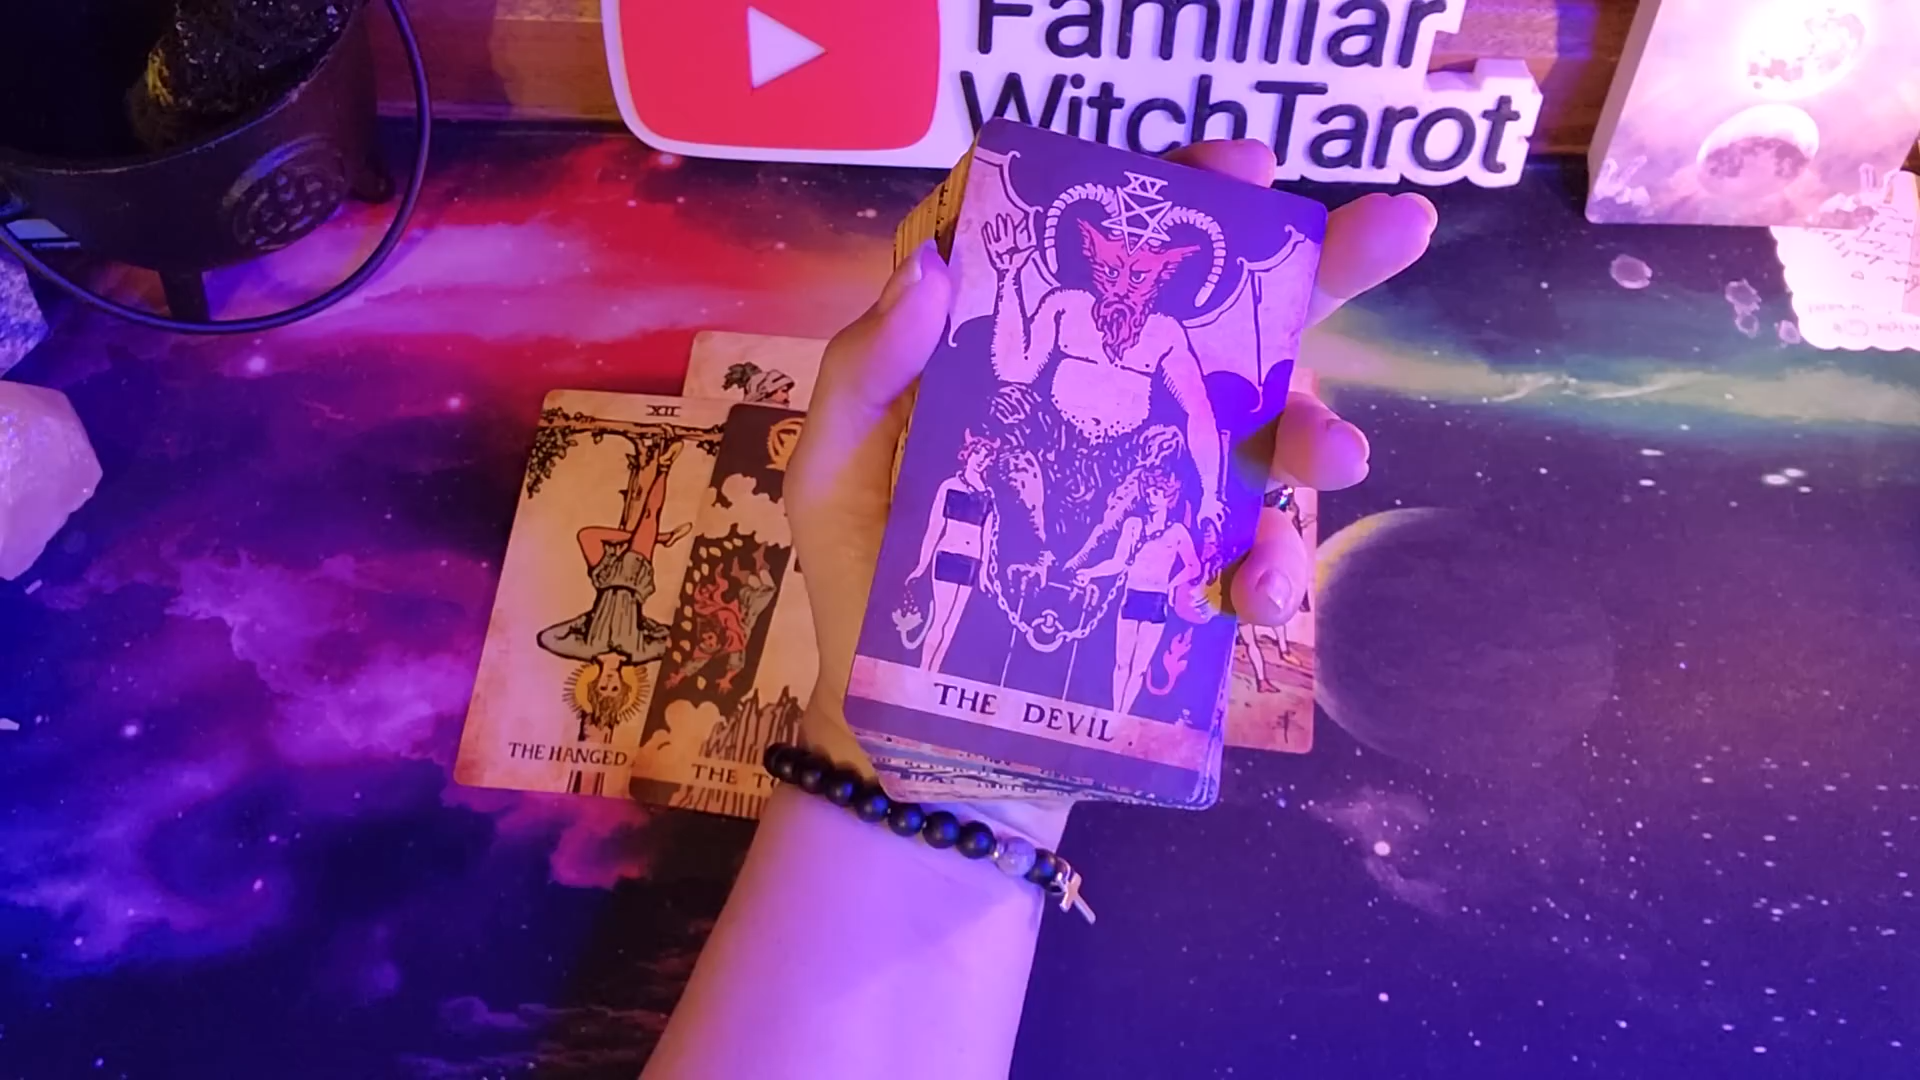 Familiar
WitchTarot
XV
THE DEVIL
XII
THE HANGED
THE T